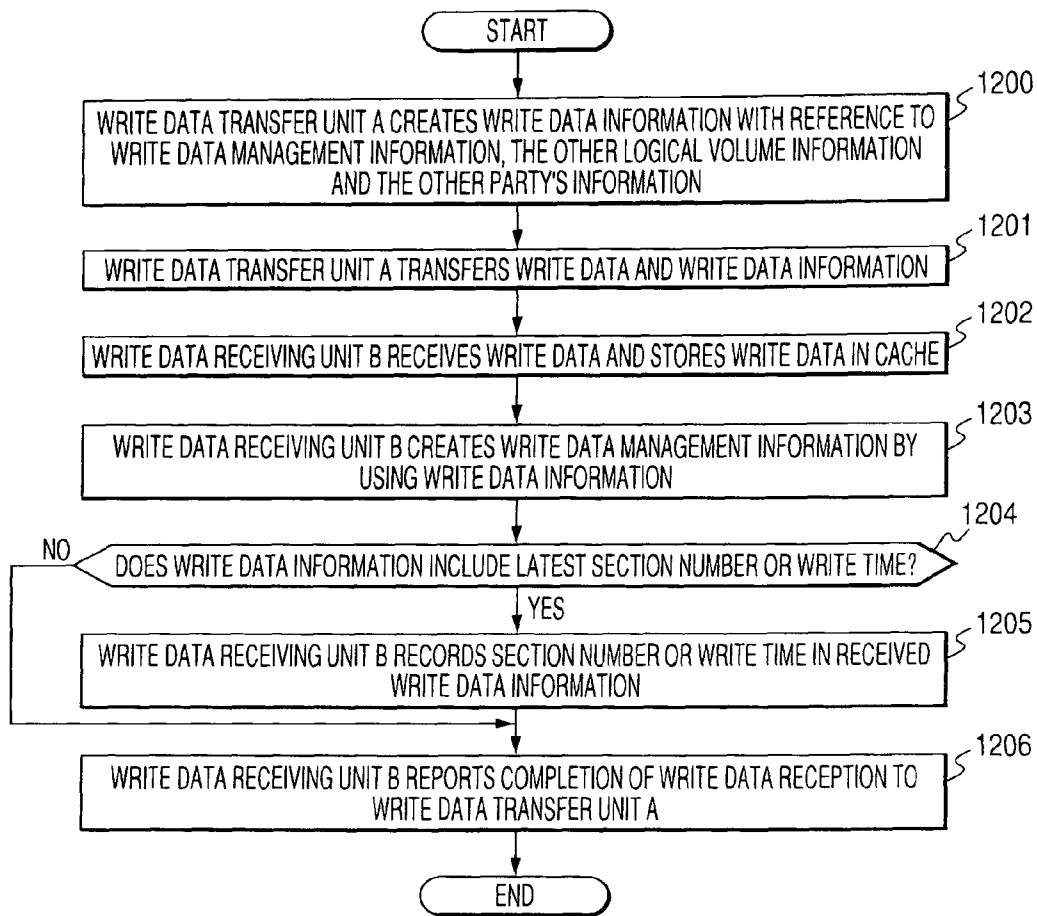 START
1200
WRITE DATA TRANSFER UNIT A CREATES WRITE DATA INFORMATION WITH REFERENCE TO
WRITE DATA MANAGEMENT INFORMATION, THE OTHER LOGICAL VOLUME INFORMATION
AND THE OTHER PARTY'S INFORMATION
1201
WRITE DATA TRANSFER UNIT A TRANSFERS WRITE DATA AND WRITE DATA INFORMATION
1202
WRITE DATA RECEIVING UNIT B RECEIVES WRITE DATA AND STORES WRITE DATA IN CACHE
1203
WRITE DATA RECEIVING UNIT B CREATES WRITE DATA MANAGEMENT INFORMATION BY
USING WRITE DATA INFORMATION
1204
NO
DOES WRITE DATA INFORMATION INCLUDE LATEST SECTION NUMBER OR WRITE TIME?
YES
1205
WRITE DATA RECEIVING UNIT B RECORDS SECTION NUMBER OR WRITE TIME IN RECEIVED
WRITE DATA INFORMATION
1206
WRITE DATA RECEIVING UNIT B REPORTS COMPLETION OF WRITE DATA RECEPTION TO
WRITE DATA TRANSFER UNIT A
END